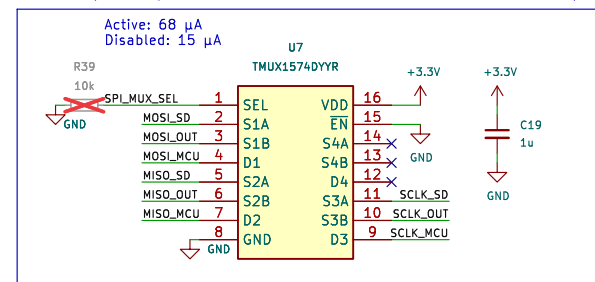 Active: 68 µA
Disabled: 15 µA
U7
TMUX1574DYYR
R39
10k
GND
SPI_MUX_SEL 1 SEL
MOSI_SD 2 S1A
MOSI_OUT 3 S1B
MOSI_MCU 4 D1
MISO_SD 5 S2A
MISO_OUT 6 S2B
MISO_MCU 7 D2
GND 8 GND
VDD 16 +3.3V
EN 15 GND
S4A 14
S4B 13
D4 12
S3A 11 SCLK_SD
S3B 10 SCLK_OUT
D3 9 SCLK_MCU
+3.3V
C19
1u
GND